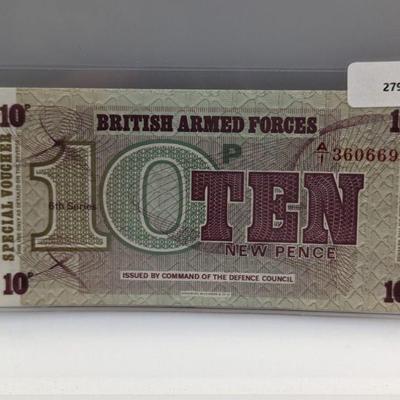 279
10P
BRITISH ARMED FORCES
1
SPECIAL VOUCHER
A/1 360669
10 P TEN
6th Series
NEW PENCE
ISSUED BY COMMAND OF THE DEFENCE COUNCIL
10P
10